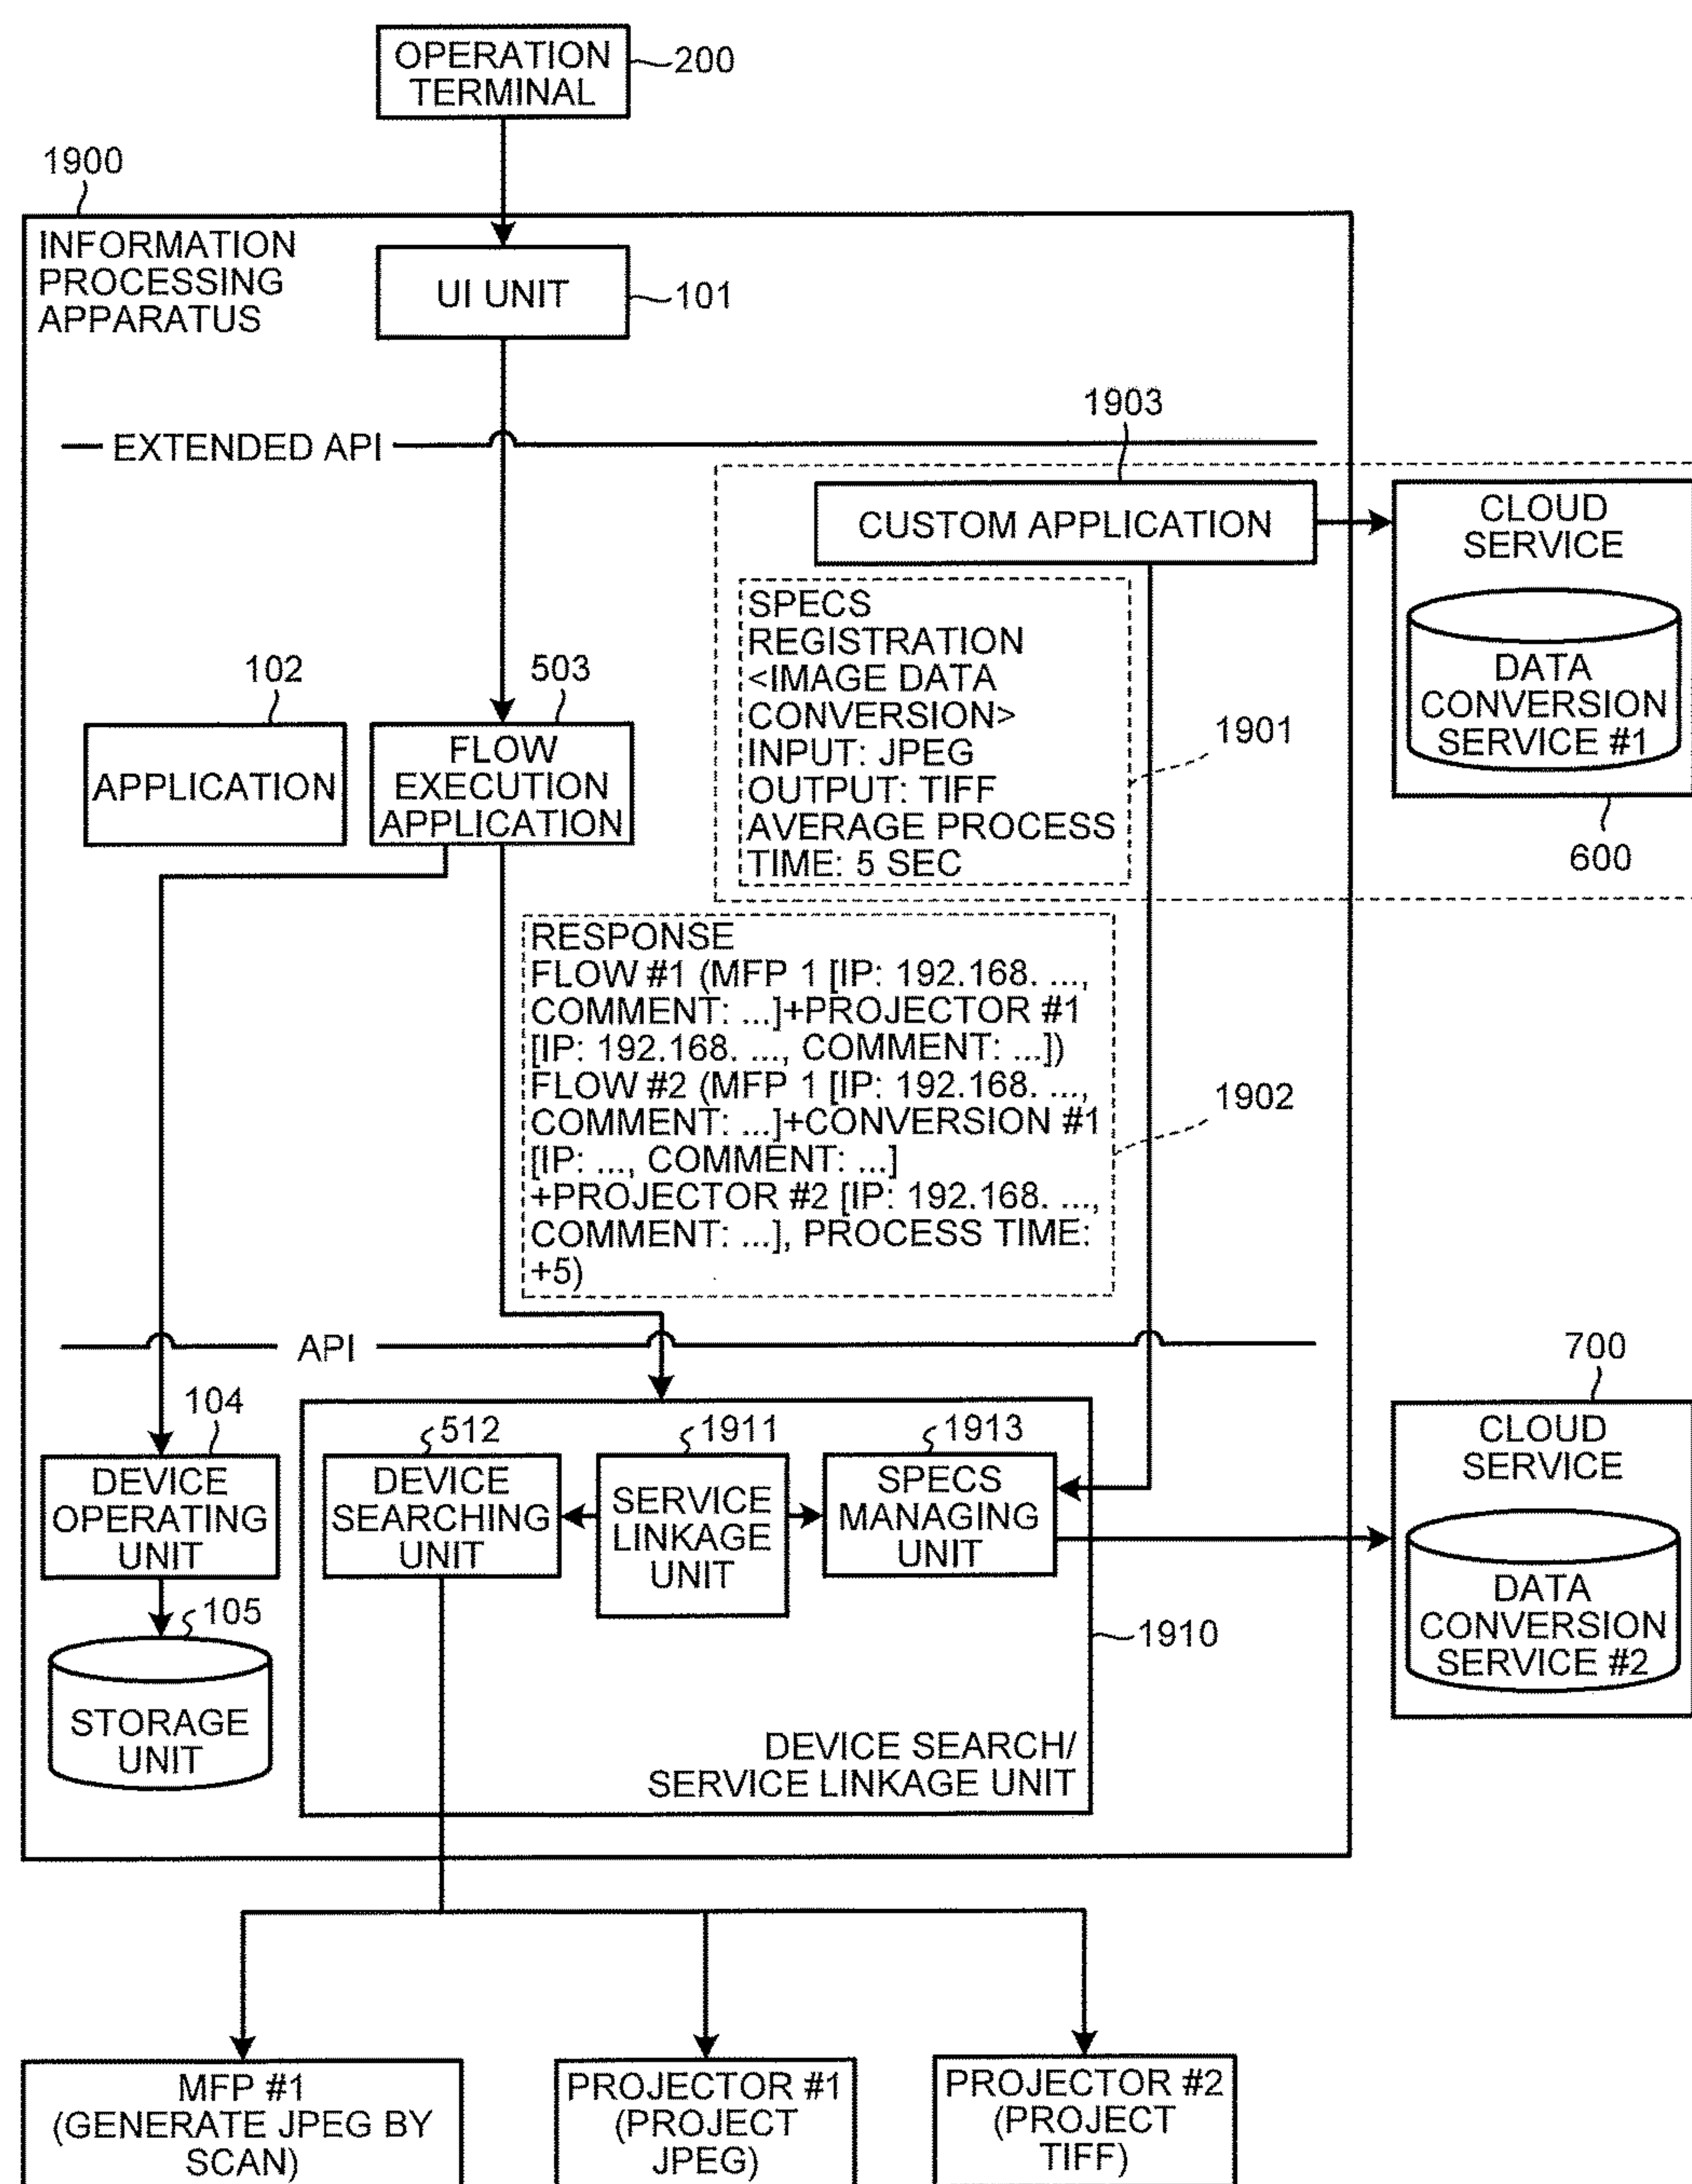 OPERATION
TERMINAL
200
1900
INFORMATION
PROCESSING
APPARATUS
UI UNIT
101
1903
EXTENDED API
CUSTOM APPLICATION
CLOUD
SERVICE
DATA
CONVERSION
SERVICE #1
600
SPECS
REGISTRATION
<IMAGE DATA
CONVERSION>
INPUT: JPEG
OUTPUT: TIFF
AVERAGE PROCESS
TIME: 5 SEC
1901
102
503
APPLICATION
FLOW
EXECUTION
APPLICATION
RESPONSE
FLOW #1 (MFP 1 [IP: 192.168. ...,
COMMENT: ...]+PROJECTOR #1
[IP: 192.168. ..., COMMENT: ...])
FLOW #2 (MFP 1 [IP: 192.168. ...,
COMMENT: ...]+CONVERSION #1
[IP: ..., COMMENT: ...]
+PROJECTOR #2 [IP: 192.168. ...,
COMMENT: ...], PROCESS TIME:
+5)
1902
API
700
104
512
1911
1913
DEVICE
OPERATING
UNIT
DEVICE
SEARCHING
UNIT
SERVICE
LINKAGE
UNIT
SPECS
MANAGING
UNIT
CLOUD
SERVICE
DATA
CONVERSION
SERVICE #2
105
STORAGE
UNIT
1910
DEVICE SEARCH/
SERVICE LINKAGE UNIT
MFP #1
(GENERATE JPEG BY
SCAN)
PROJECTOR #1
(PROJECT
JPEG)
PROJECTOR #2
(PROJECT
TIFF)